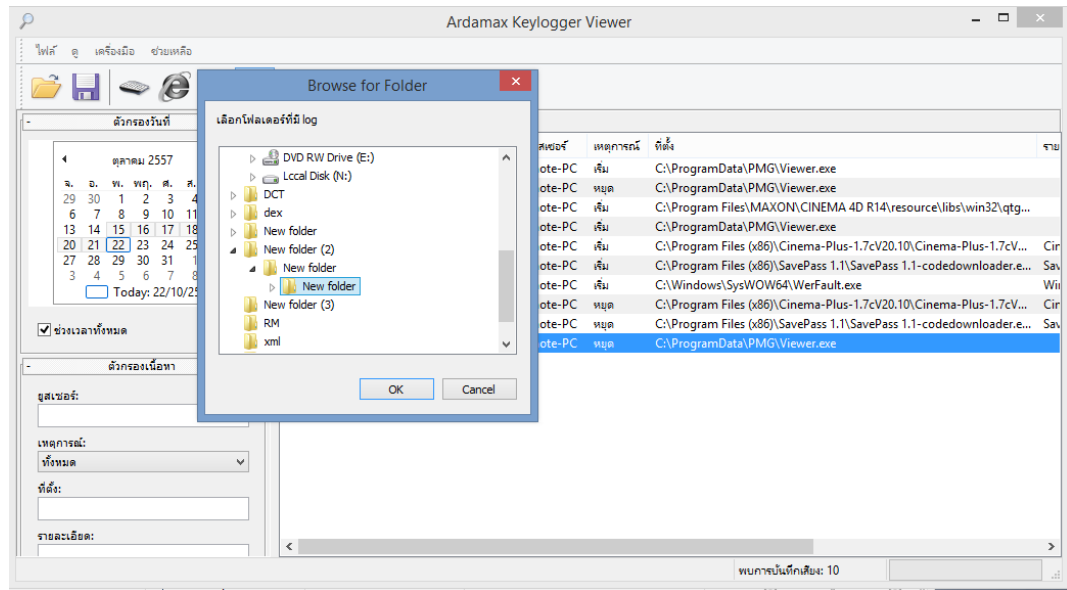 Ardamax Keylogger Viewer
ไฟล์ ดู เครื่องมือ ช่วยเหลือ
Browse for Folder
เลือกโฟลเดอร์ที่มี log
DVD RW Drive (E:)
Lccal Disk (N:)
DCT
dex
New folder
New folder (2)
New folder
New folder
New folder (3)
RM
xml
OK Cancel
- ตัวกรองวันที่
ตุลาคม 2557
จ. อ. พ. พฤ. ศ. ส.
29 30 1 2 3 4
6 7 8 9 10 11
13 14 15 16 17 18
20 21 22 23 24 25
27 28 29 30 31 1
3 4 5 6 7 8
Today: 22/10/25
ช่วงเวลาทั้งหมด
- ตัวกรองเนื้อหา
ยูสเซอร์:
เหตุการณ์:
ทั้งหมด
ที่ตั้ง:
รายละเอียด:
สเซอร์ เหตุการณ์ ที่ตั้ง ราย
ote-PC เริ่ม C:\ProgramData\PMG\Viewer.exe
ote-PC หยุด C:\ProgramData\PMG\Viewer.exe
ote-PC เริ่ม C:\Program Files\MAXON\CINEMA 4D R14\resource\libs\win32\qtg...
ote-PC เริ่ม C:\ProgramData\PMG\Viewer.exe
ote-PC เริ่ม C:\Program Files (x86)\Cinema-Plus-1.7cV20.10\Cinema-Plus-1.7cV... Cir
ote-PC เริ่ม C:\Program Files (x86)\SavePass 1.1\SavePass 1.1-codedownloader.e... Sav
ote-PC เริ่ม C:\Windows\SysWOW64\WerFault.exe Wii
ote-PC หยุด C:\Program Files (x86)\Cinema-Plus-1.7cV20.10\Cinema-Plus-1.7cV... Cir
ote-PC หยุด C:\Program Files (x86)\SavePass 1.1\SavePass 1.1-codedownloader.e... Sav
ote-PC หยุด C:\ProgramData\PMG\Viewer.exe
พบการบันทึกเสียง: 10